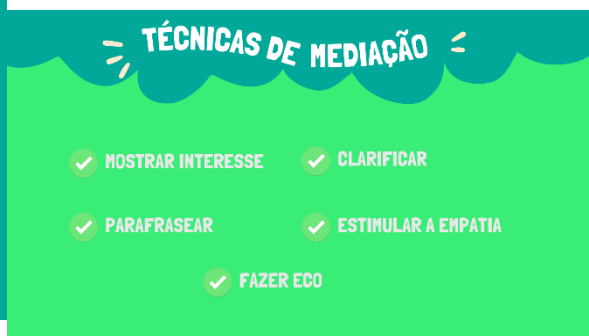 TÉCNICAS DE MEDIAÇÃO
MOSTRAR INTERESSE
CLARIFICAR
PARAFRASEAR
ESTIMULAR A EMPATIA
FAZER ECO